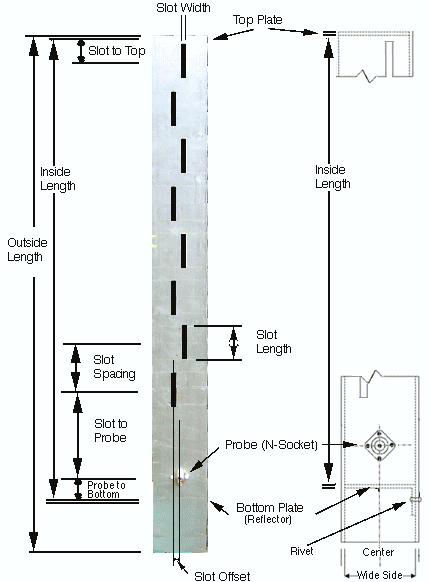 Slot Width
Top Plate
Slot to Top
Inside
Length
Inside
Length
Outside
Length
Slot
Length
Slot
Spacing
Slot to
Probe
Probe (N-Socket)
Probe to
Bottom
Bottom Plate
(Reflector)
Rivet
Center
Wide Side
Slot Offset